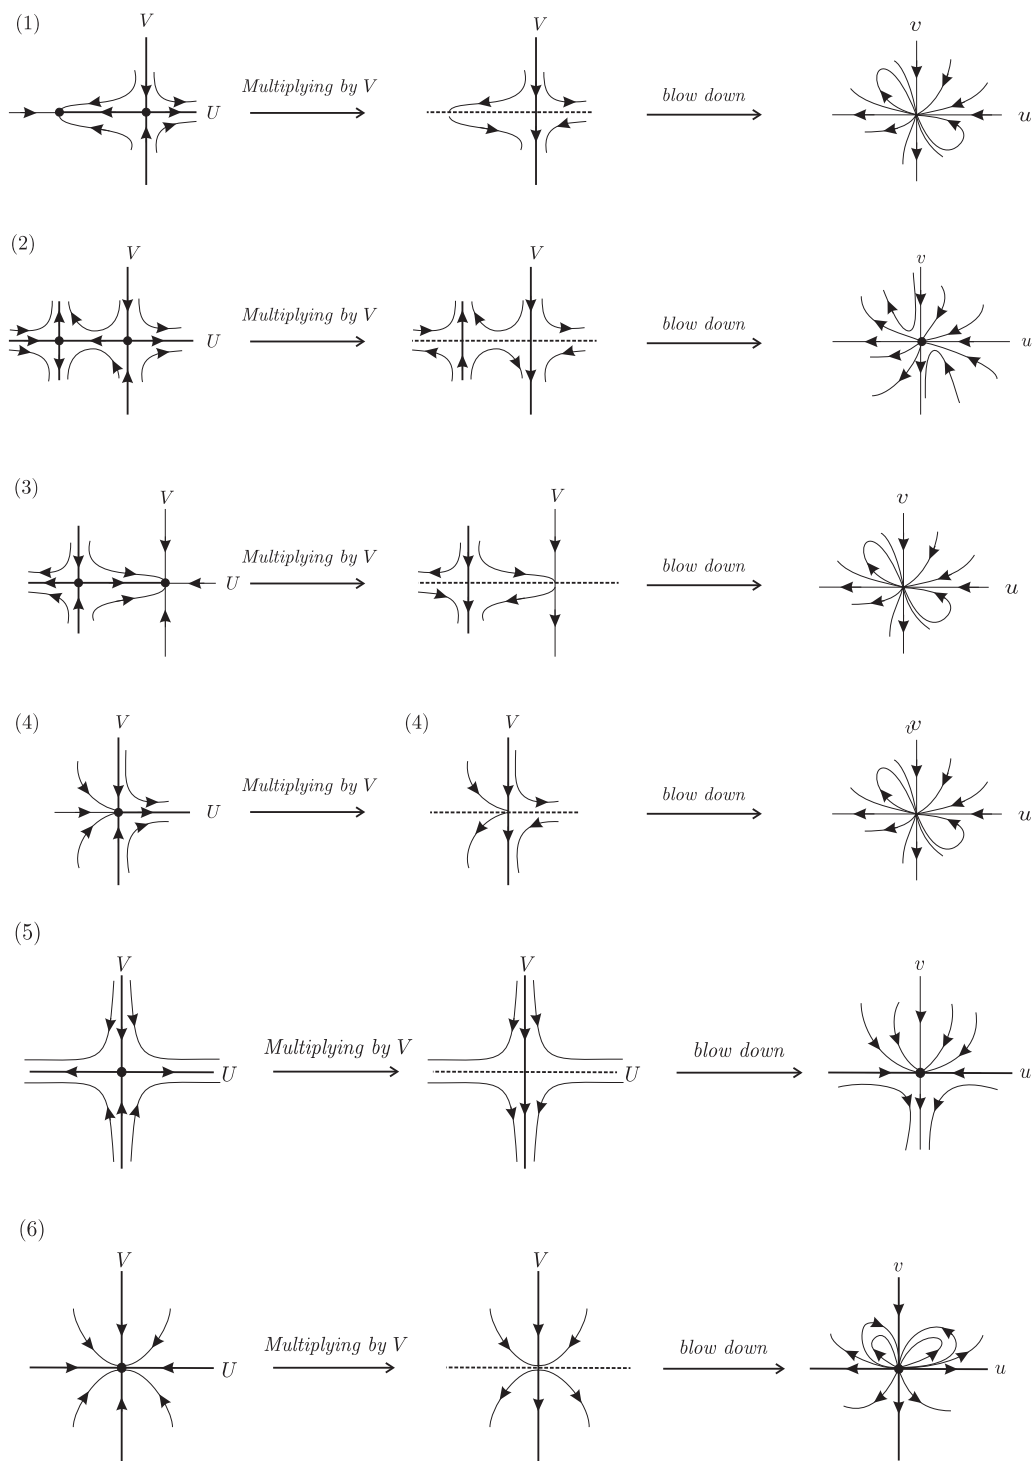 (1)
V V v
Multiplying by V blow down
U u
(2)
V V v
Multiplying by V blow down
U u
(3)
V V v
Multiplying by V blow down
U u
(4) (4)
V V v v
Multiplying by V blow down
U u
(5)
V V v
Multiplying by V blow down
U U u
(6)
V V v
Multiplying by V blow down
U u